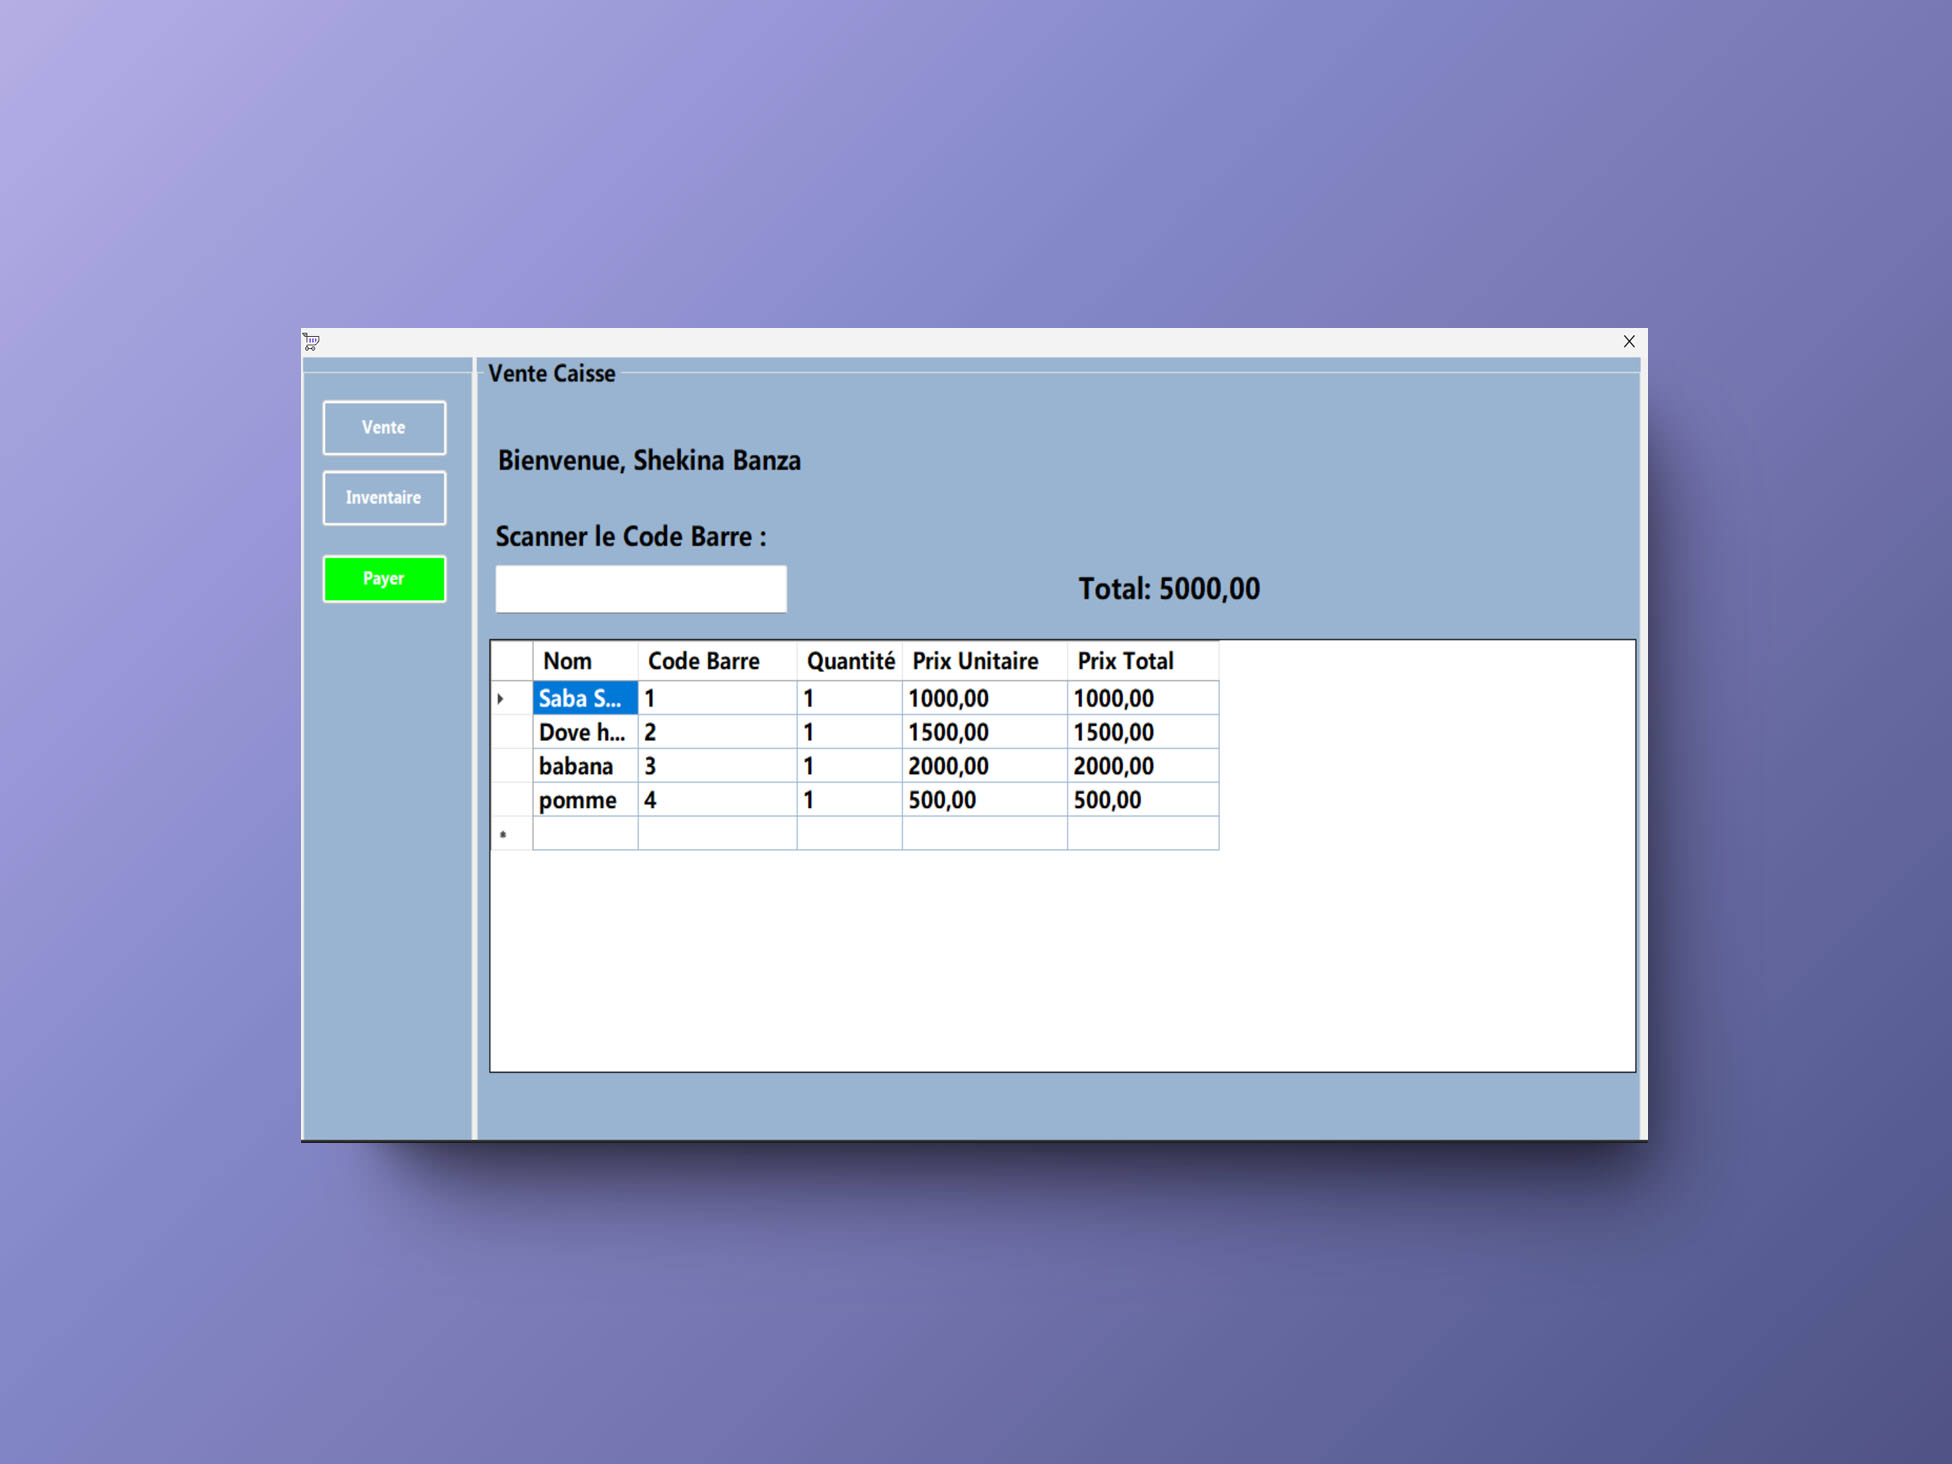 Vente Caisse
Vente
Inventaire
Payer
Bienvenue, Shekina Banza
Scanner le Code Barre :
Total: 5000,00
Nom Code Barre Quantité Prix Unitaire Prix Total
Saba S... 1 1 1000,00 1000,00
Dove h... 2 1 1500,00 1500,00
babana 3 1 2000,00 2000,00
pomme 4 1 500,00 500,00